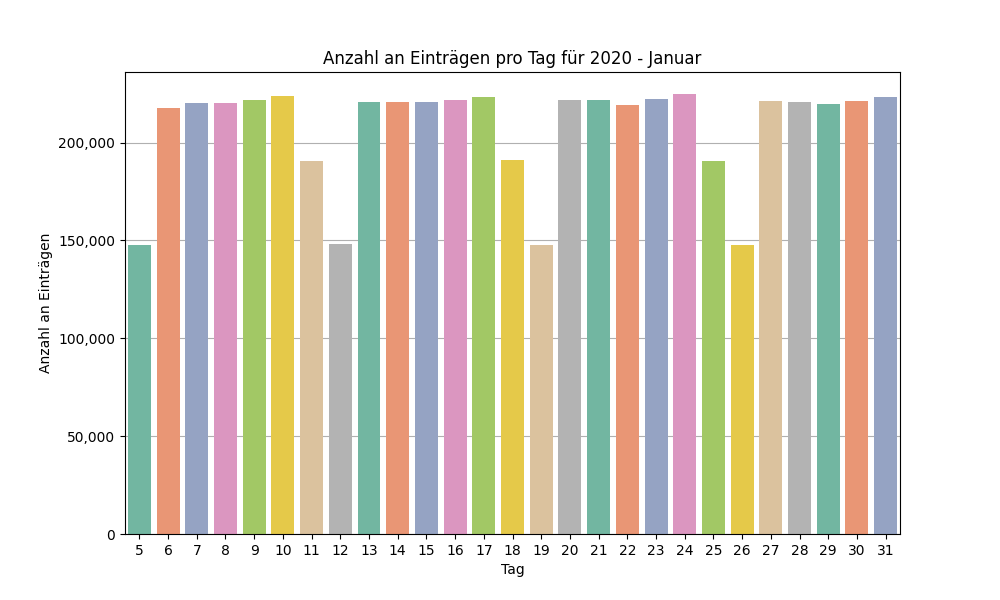 Anzahl an Einträgen pro Tag für 2020 - Januar
Anzahl an Einträgen
200,000
150,000
100,000
50,000
0
5 6 7 8 9 10 11 12 13 14 15 16 17 18 19 20 21 22 23 24 25 26 27 28 29 30 31
Tag